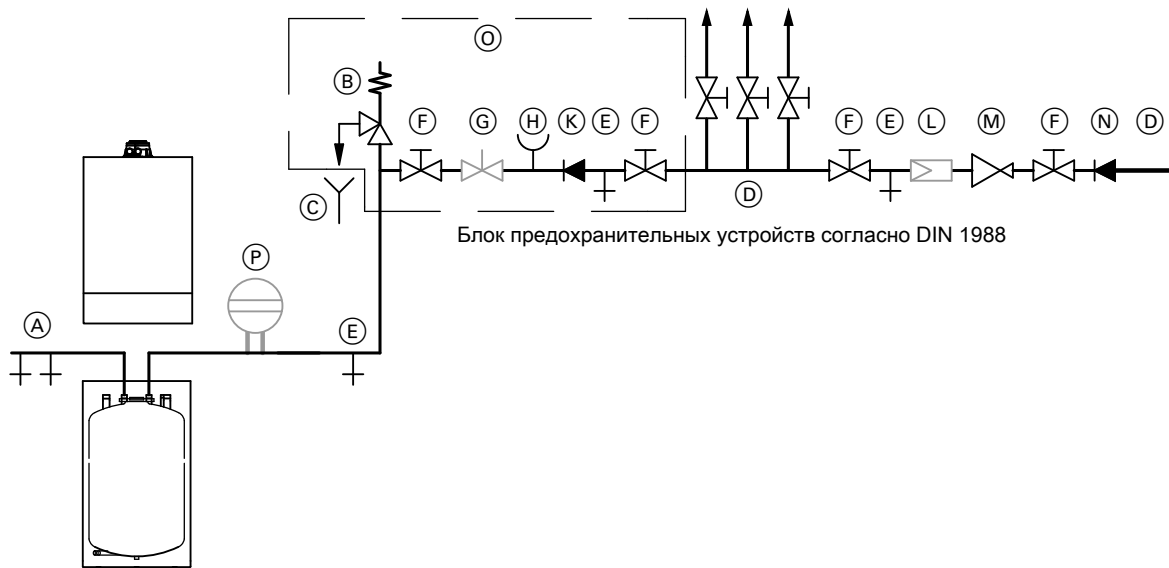 O
B
F G H K E F F E L M F N D
C
D
Блок предохранительных устройств согласно DIN 1988
P
A
E